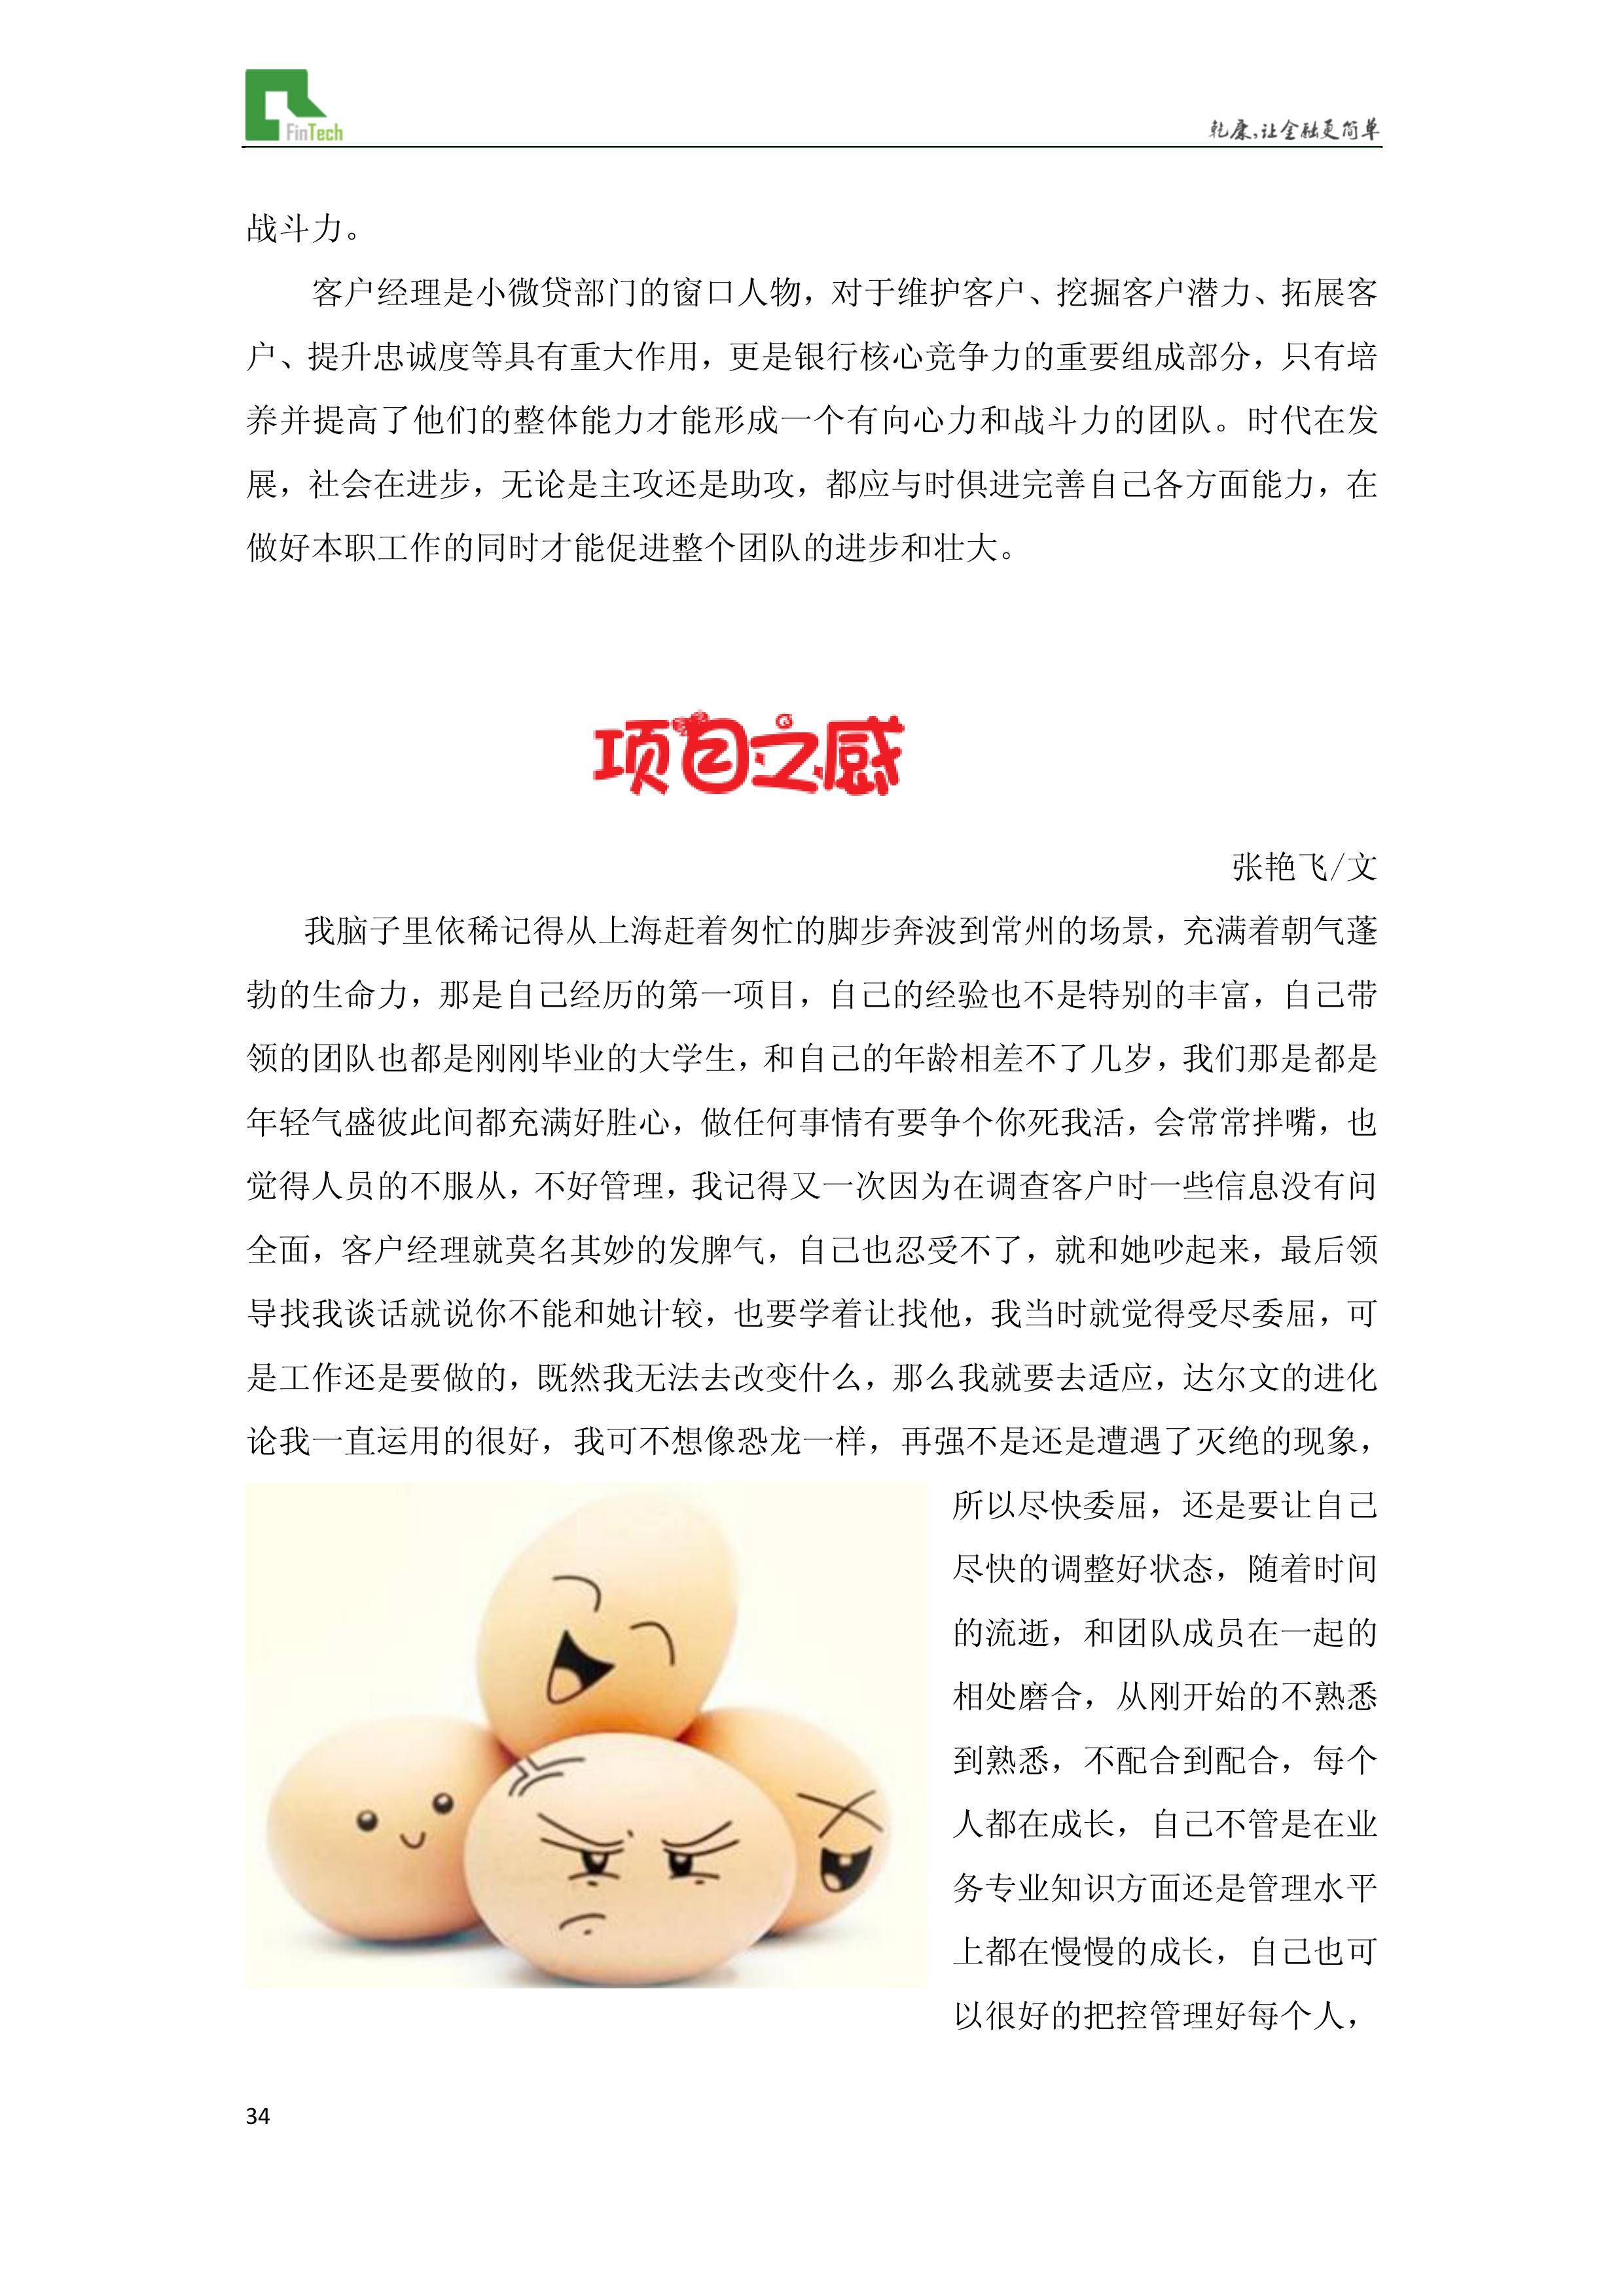 FinTech
乾康,让金融更简单
战斗力。
客户经理是小微贷部门的窗口人物，对于维护客户、挖掘客户潜力、拓展客
户、提升忠诚度等具有重大作用，更是银行核心竞争力的重要组成部分，只有培
养并提高了他们的整体能力才能形成一个有向心力和战斗力的团队。时代在发
展，社会在进步，无论是主攻还是助攻，都应与时俱进完善自己各方面能力，在
做好本职工作的同时才能促进整个团队的进步和壮大。
项目之感
张艳飞/文
我脑子里依稀记得从上海赶着匆忙的脚步奔波到常州的场景，充满着朝气蓬
勃的生命力，那是自己经历的第一项目，自己的经验也不是特别的丰富，自己带
领的团队也都是刚刚毕业的大学生，和自己的年龄相差不了几岁，我们那是都是
年轻气盛彼此间都充满好胜心，做任何事情有要争个你死我活，会常常拌嘴，也
觉得人员的不服从，不好管理，我记得又一次因为在调查客户时一些信息没有问
全面，客户经理就莫名其妙的发脾气，自己也忍受不了，就和她吵起来，最后领
导找我谈话就说你不能和她计较，也要学着让找他，我当时就觉得受尽委屈，可
是工作还是要做的，既然我无法去改变什么，那么我就要去适应，达尔文的进化
论我一直运用的很好，我可不想像恐龙一样，再强不是还是遭遇了灭绝的现象，
所以尽快委屈，还是要让自己
尽快的调整好状态，随着时间
的流逝，和团队成员在一起的
相处磨合，从刚开始的不熟悉
到熟悉，不配合到配合，每个
人都在成长，自己不管是在业
务专业知识方面还是管理水平
上都在慢慢的成长，自己也可
以很好的把控管理好每个人，
34